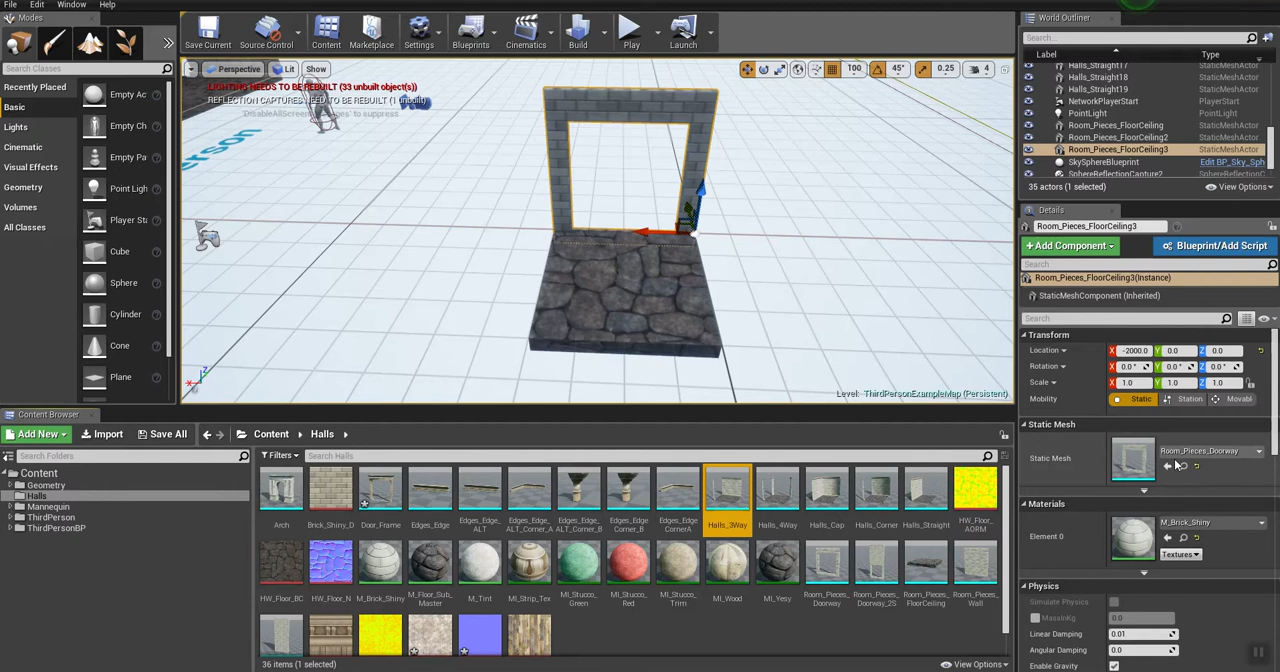 File Edit Window Help
Modes
Search Classes
Recently Placed
Basic
Lights
Cinematic
Visual Effects
Geometry
Volumes
All Classes
Empty Ac
Empty Ch
Empty Pa
Point Ligh
Player Sta
Cube
Sphere
Cylinder
Cone
Plane
Save Current
Source Control
Content
Marketplace
Settings
Blueprints
Cinematics
Build
Play
Launch
Perspective Lit Show
100 45° 0.25 4
LIGHTING NEEDS TO BE REBUILT (33 unbuilt object(s))
REFLECTION CAPTURES NEED TO BE REBUILT (1 unbuilt)
'DisableAllScreenMessages' to suppress
erson
Level: ThirdPersonExampleMap (Persistent)
World Outliner
Search...
Label Type
Halls_Straight17 StaticMeshActor
Halls_Straight18 StaticMeshActor
Halls_Straight19 StaticMeshActor
NetworkPlayerStart PlayerStart
PointLight PointLight
Room_Pieces_FloorCeiling StaticMeshActor
Room_Pieces_FloorCeiling2 StaticMeshActor
Room_Pieces_FloorCeiling3 StaticMeshActor
SkySphereBlueprint Edit BP_Sky_Sph
SphereReflectionCapture2 SphereReflectionC
35 actors (1 selected) View Options
Details
Room_Pieces_FloorCeiling3
+Add Component Blueprint/Add Script
Search...
Room_Pieces_FloorCeiling3(Instance)
StaticMeshComponent (Inherited)
Search
Transform
Location X -2000.0 Y 0.0 Z 0.0
Rotation X 0.0° Y 0.0° Z 0.0°
Scale X 1.0 Y 1.0 Z 1.0
Mobility Static Station Movabl
Static Mesh
Static Mesh Room_Pieces_Doorway
Materials
Element 0 M_Brick_Shiny
Textures
Physics
Simulate Physics
MassInKg 0.0
Linear Damping 0.01
Angular Damping 0.0
Enable Gravity
Content Browser
Add New Import Save All Content Halls
Search Folders
Content
Geometry
Halls
Mannequin
ThirdPerson
ThirdPersonBP
Filters Search Halls
Arch
Brick_Shiny_D
Door_Frame
Edges_Edge
Edges_Edge_ALT
Edges_Edge_ALT_Corner_A
Edges_Edge_ALT_Corner_B
Edges_Edge_Corner_B
Edges_Edge_CornerA
Halls_3Way
Halls_4Way
Halls_Cap
Halls_Corner
Halls_Straight
HW_Floor_AORM
HW_Floor_BC
HW_Floor_N
M_Brick_Shiny
M_Floor_Sub_Master
M_Tint
MI_Strip_Tex
MI_Stucco_Green
MI_Stucco_Red
MI_Stucco_Trim
MI_Wood
MI_Yesy
Room_Pieces_Doorway
Room_Pieces_Doorway_2S
Room_Pieces_FloorCeiling
Room_Pieces_Wall
36 items (1 selected) View Options